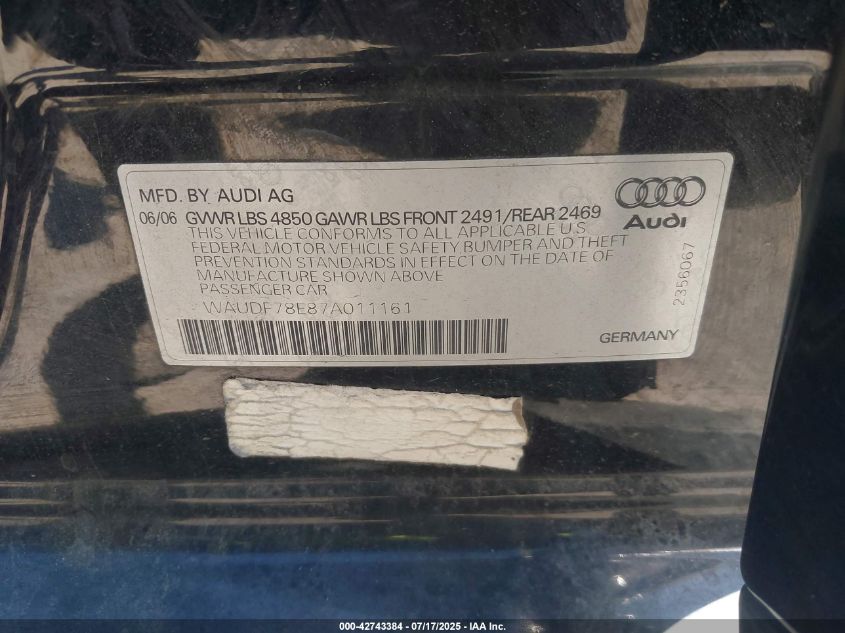 MFD. BY AUDI AG
06/06 GVWR LBS 4850 GAWR LBS FRONT 2491/REAR 2469
THIS VEHICLE CONFORMS TO ALL APPLICABLE U.S
FEDERAL MOTOR VEHICLE SAFETY BUMPER AND THEFT
PREVENTION STANDARDS IN EFFECT ON THE DATE OF
MANUFACTURE SHOWN ABOVE
PASSENGER CAR
WAUDF78E87A011161
Audi
2356067
GERMANY
000-42743384 - 07/17/2025 - IAA Inc.